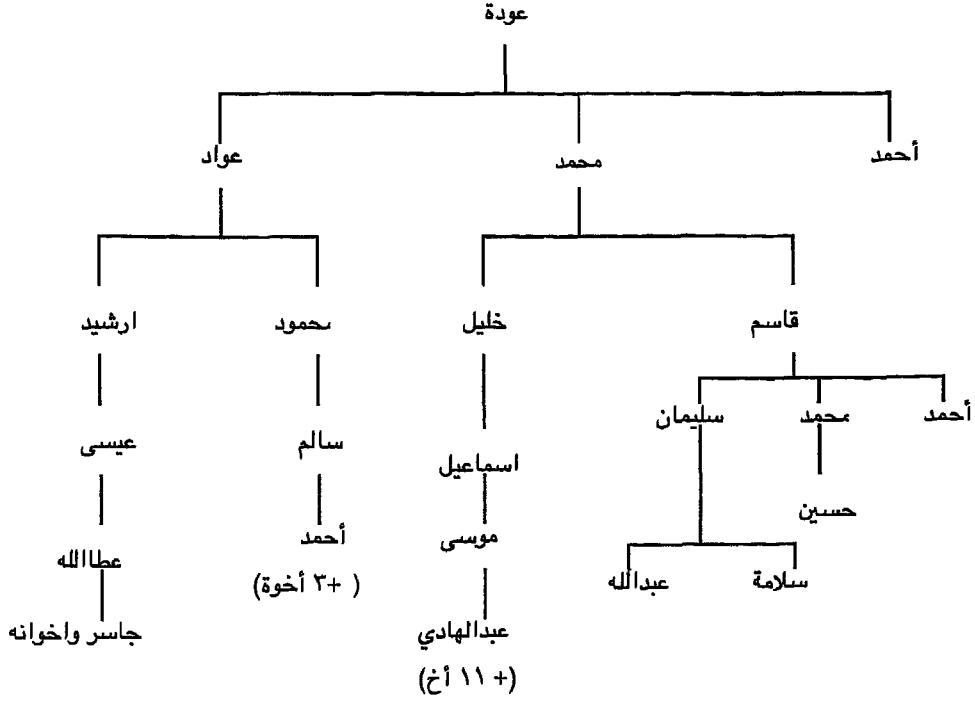 عودة
أحمد
محمد
عواد
قاسم
خليل
محمود
ارشيد
أحمد
محمد
سليمان
سالم
عيسى
اسماعيل
حسين
أحمد
موسى
عطاالله
سلامة
عبدالله
( +٣ أخوة)
عبدالهادي
جاسر واخوانه
(+ ١١ أخ)